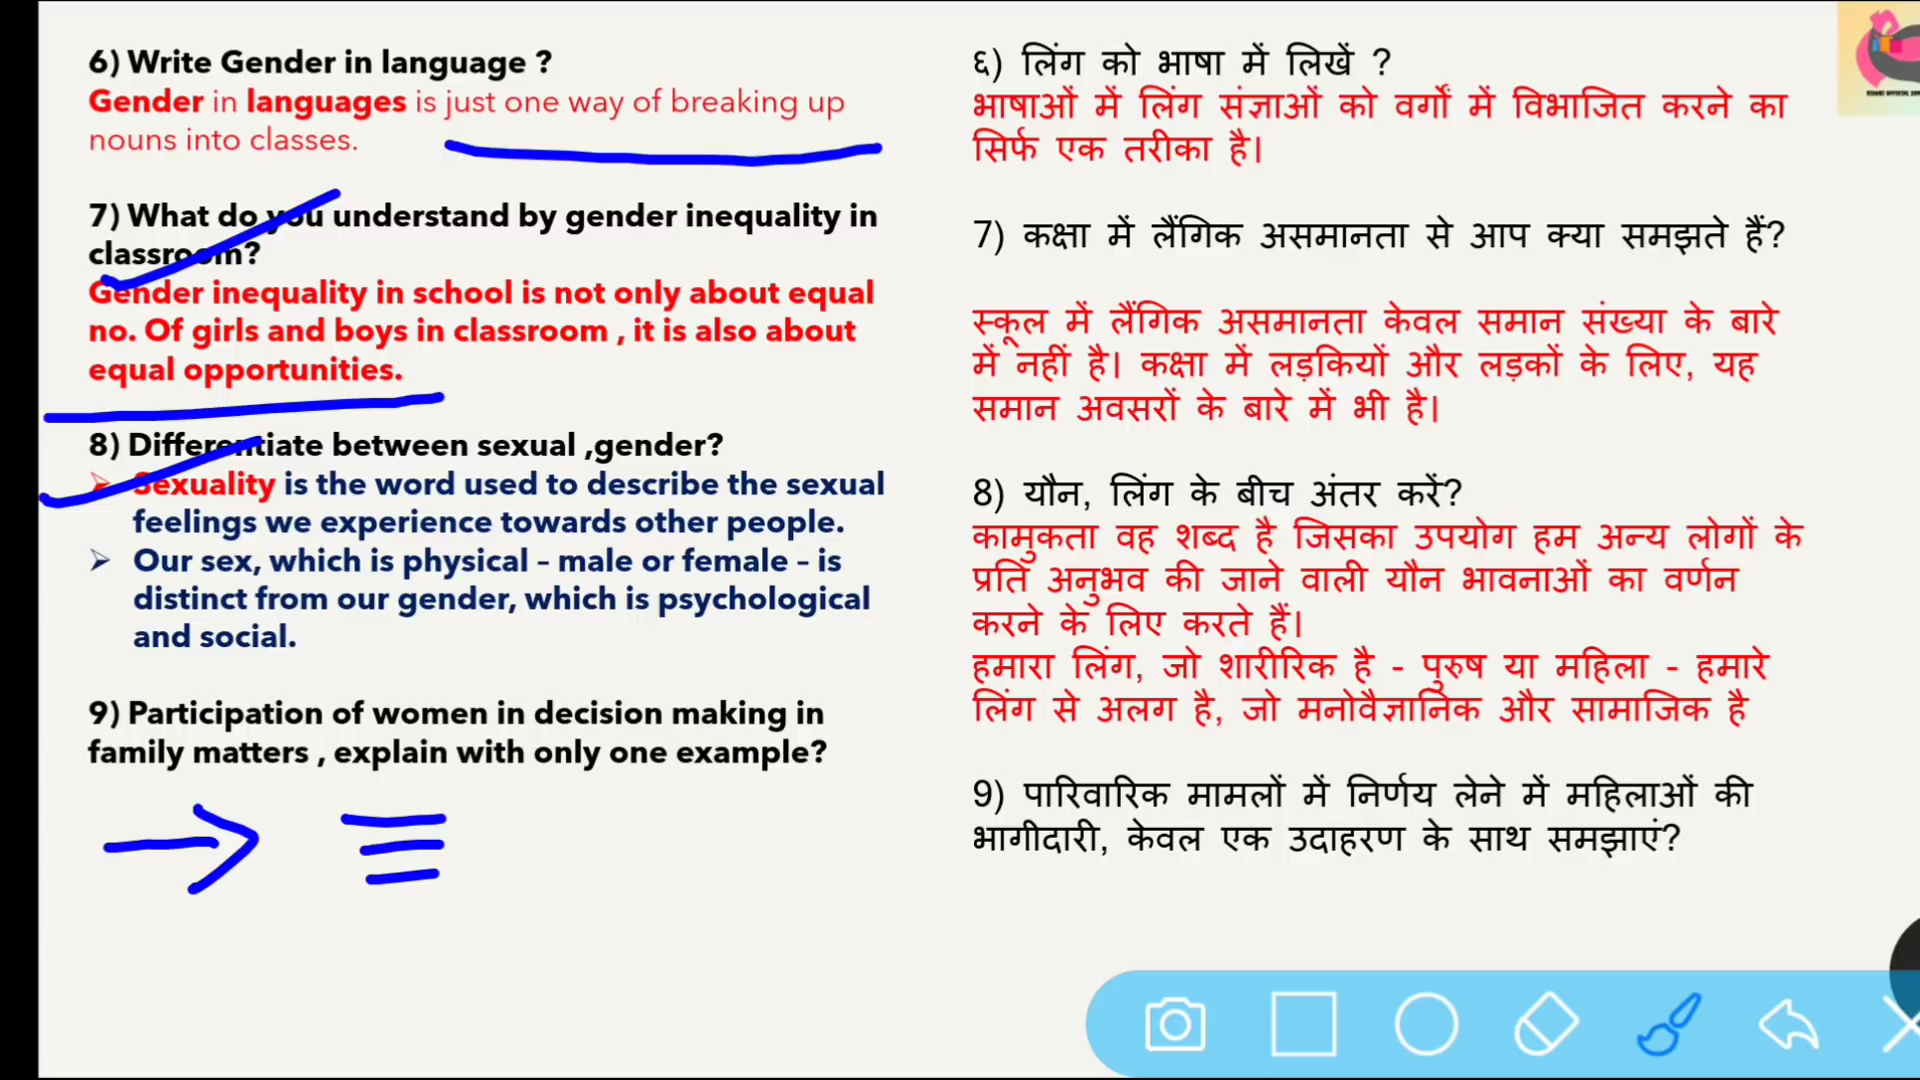 6) Write Gender in language ?
Gender in languages is just one way of breaking up
nouns into classes.
7) What do you understand by gender inequality in
classroom?
Gender inequality in school is not only about equal
no. Of girls and boys in classroom , it is also about
equal opportunities.
8) Differentiate between sexual ,gender?
➢ Sexuality is the word used to describe the sexual
feelings we experience towards other people.
➢ Our sex, which is physical – male or female – is
distinct from our gender, which is psychological
and social.
9) Participation of women in decision making in
family matters , explain with only one example?
६) लिंग को भाषा में लिखें ?
भाषाओं में लिंग संज्ञाओं को वर्गों में विभाजित करने का
सिर्फ एक तरीका है।
7) कक्षा में लैंगिक असमानता से आप क्या समझते हैं?
स्कूल में लैंगिक असमानता केवल समान संख्या के बारे
में नहीं है। कक्षा में लड़कियों और लड़कों के लिए, यह
समान अवसरों के बारे में भी है।
8) यौन, लिंग के बीच अंतर करें?
कामुकता वह शब्द है जिसका उपयोग हम अन्य लोगों के
प्रति अनुभव की जाने वाली यौन भावनाओं का वर्णन
करने के लिए करते हैं।
हमारा लिंग, जो शारीरिक है - पुरुष या महिला - हमारे
लिंग से अलग है, जो मनोवैज्ञानिक और सामाजिक है
9) पारिवारिक मामलों में निर्णय लेने में महिलाओं की
भागीदारी, केवल एक उदाहरण के साथ समझाएं?